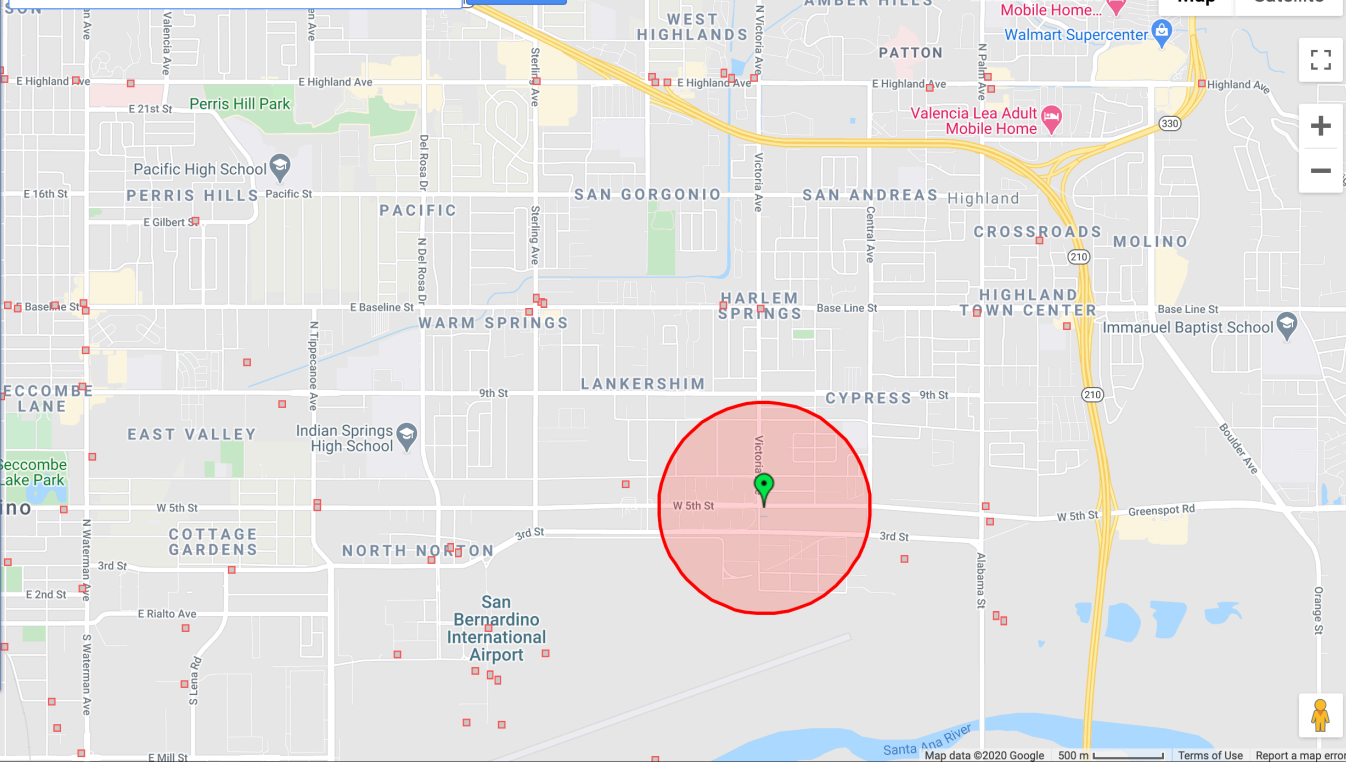 Map
WEST
HIGHLANDS
AMBER HILLS
Mobile Home...
Walmart Supercenter
PATTON
N Victoria Ave
N Palm Ave
Valencia Ave
Sterling Ave
E Highland Ave
E Highland Ave
E Highland Ave
E Highland Ave
Highland Ave
Perris Hill Park
E 21st St
Valencia Lea Adult
Mobile Home
330
Del Rosa Dr
Victoria Ave
Pacific High School
E 16th St
PERRIS HILLS
Pacific St
PACIFIC
SAN GORGONIO
SAN ANDREAS
Highland
E Gilbert St
Sterling Ave
N Del Rosa Dr
Central Ave
CROSSROADS
MOLINO
210
E Baseline St
E Baseline St
WARM SPRINGS
HARLEM
SPRINGS
Base Line St
HIGHLAND
TOWN CENTER
Base Line St
Immanuel Baptist School
N Tippecanoe Ave
ECCOMBE
LANE
9th St
LANKERSHIM
CYPRESS
9th St
210
EAST VALLEY
Indian Springs
High School
Victoria
Boulder Ave
Seccombe
Lake Park
ino
W 5th St
W 5th St
W 5th St
Greenspot Rd
COTTAGE
GARDENS
NORTH NORTON
3rd St
3rd St
3rd St
N Waterman Ave
Alabama St
E 2nd St
E Rialto Ave
San
Bernardino
International
Airport
Orange St
S Waterman Ave
S Lena Rd
Santa Ana River
E Mill St
Map data ©2020 Google
500 m
Terms of Use
Report a map error